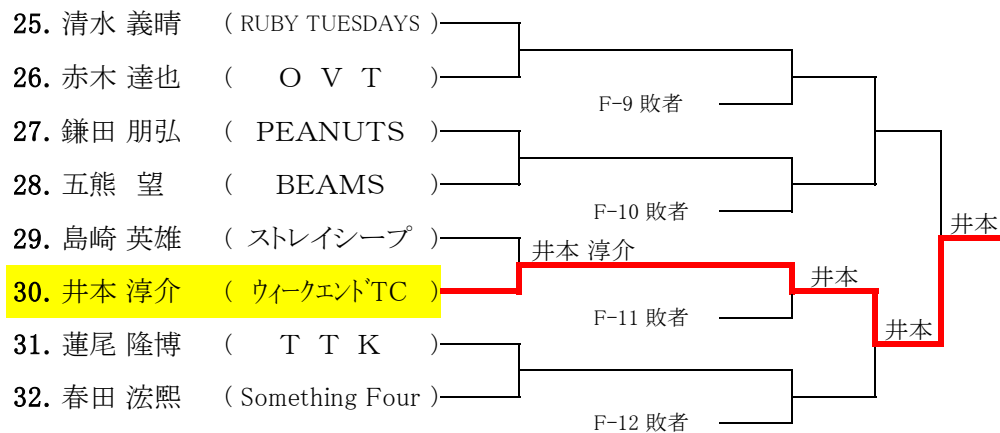 25. 清水 義晴 ( RUBY TUESDAYS )
26. 赤木 達也 ( O V T )
F-9 敗者
27. 鎌田 朋弘 ( PEANUTS )
28. 五熊 望 ( BEAMS )
F-10 敗者
井本
29. 島崎 英雄 ( ストレイシープ )
井本 淳介
30. 井本 淳介 ( ウィークエンドTC )
井本
F-11 敗者
井本
31. 蓮尾 隆博 ( T T K )
32. 春田 浤熙 ( Something Four )
F-12 敗者